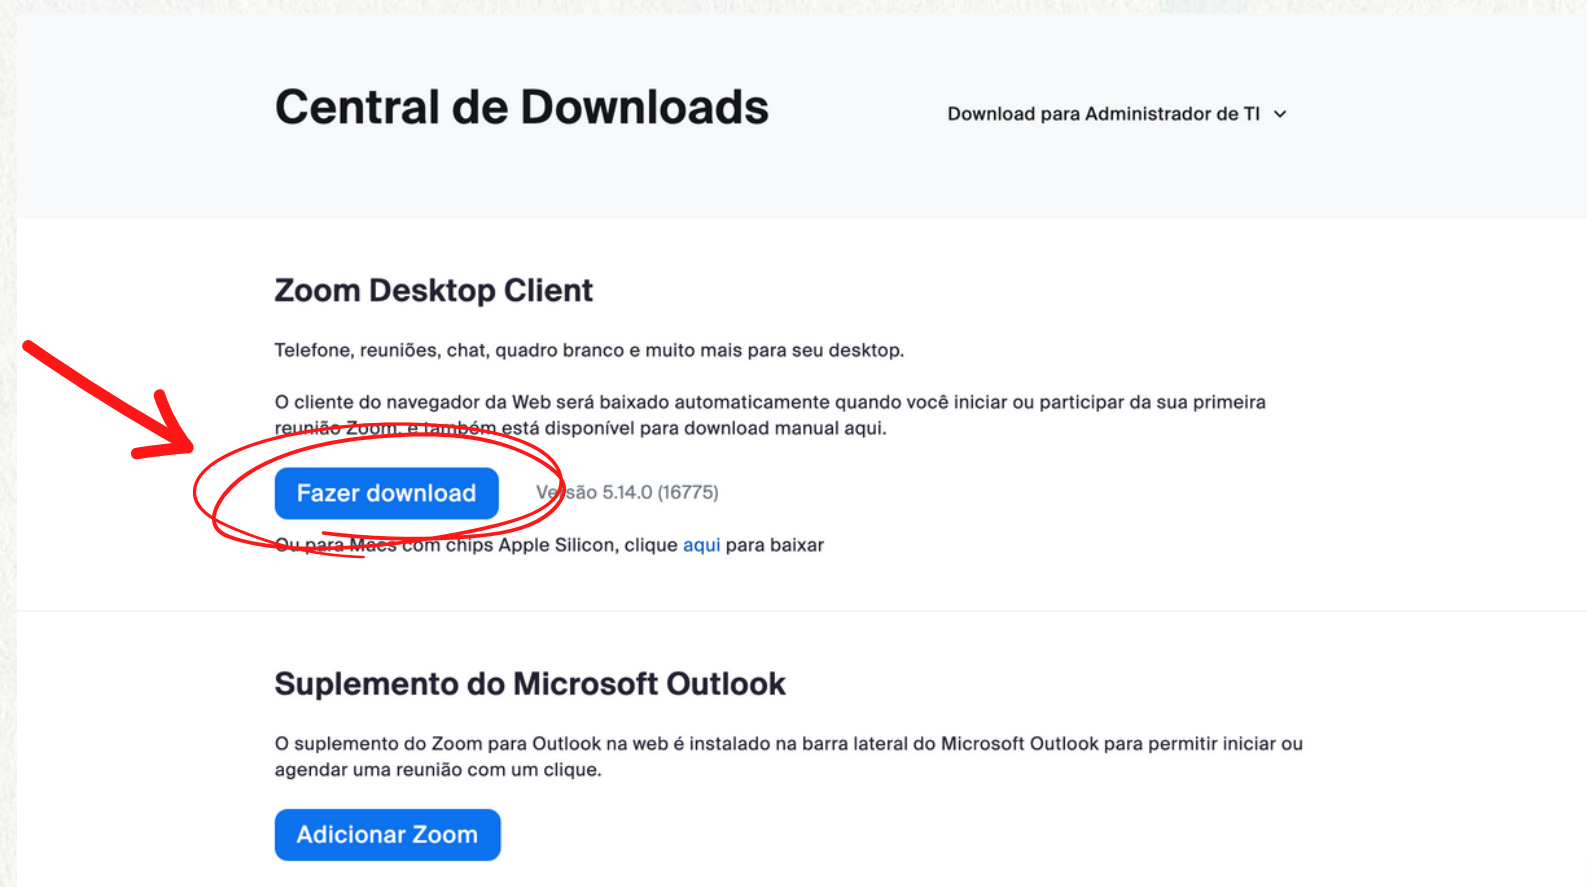 Central de Downloads
Download para Administrador de TI
Zoom Desktop Client
Telefone, reuniões, chat, quadro branco e muito mais para seu desktop.
O cliente do navegador da Web será baixado automaticamente quando você iniciar ou participar da sua primeira
reunião Zoom, e também está disponível para download manual aqui.
Fazer download
Versão 5.14.0 (16775)
Ou para Macs com chips Apple Silicon, clique aqui para baixar
Suplemento do Microsoft Outlook
O suplemento do Zoom para Outlook na web é instalado na barra lateral do Microsoft Outlook para permitir iniciar ou
agendar uma reunião com um clique.
Adicionar Zoom